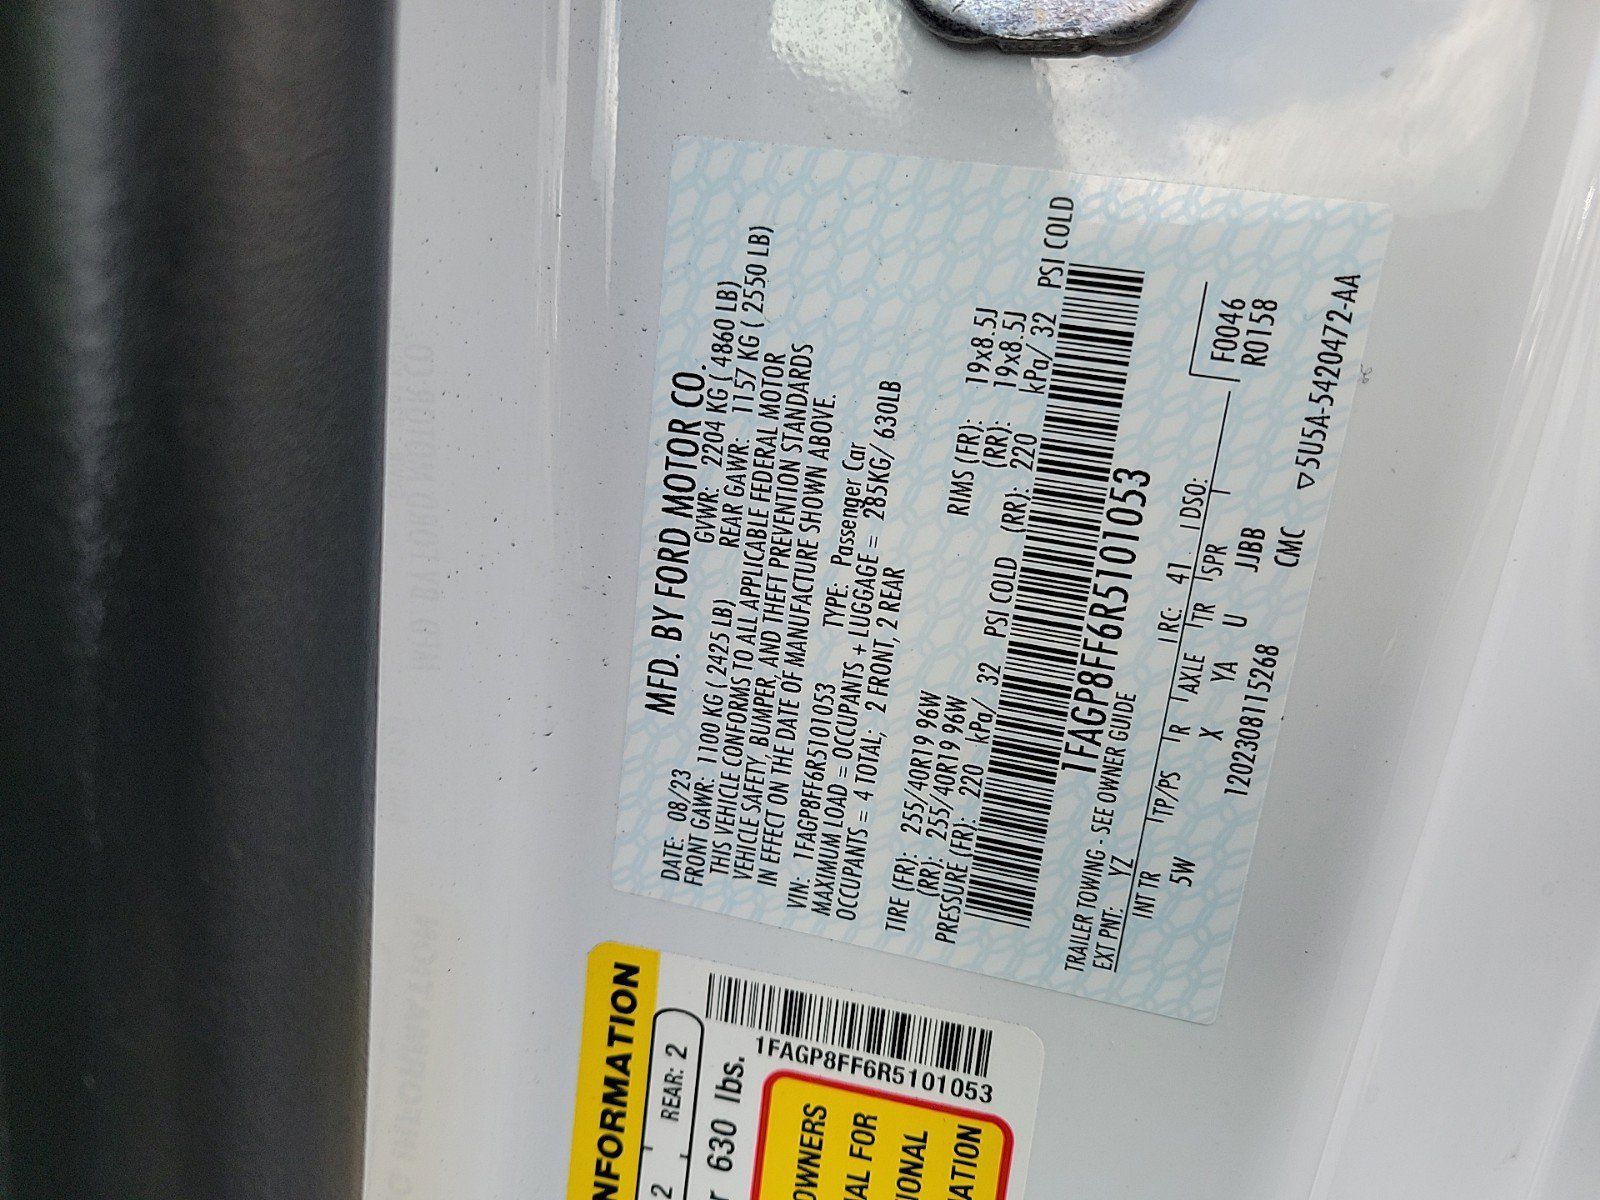 MFD. BY FORD MOTOR CO.
DATE: 08/23 GVWR: 2204 KG ( 4860 LB)
FRONT GAWR: 1100 KG ( 2425 LB) REAR GAWR: 1157 KG ( 2550 LB)
THIS VEHICLE CONFORMS TO ALL APPLICABLE FEDERAL MOTOR
VEHICLE SAFETY, BUMPER, AND THEFT PREVENTION STANDARDS
IN EFFECT ON THE DATE OF MANUFACTURE SHOWN ABOVE.
VIN: 1FAGP8FF6R5101053 TYPE: Passenger Car
MAXIMUM LOAD = OCCUPANTS + LUGGAGE = 285KG/ 630LB
OCCUPANTS = 4 TOTAL; 2 FRONT, 2 REAR
TIRE (FR): 255/40R19 96W RIMS (FR): 19x8.5J
(RR): 255/40R19 96W (RR): 19x8.5J
PRESSURE (FR): 220 kPa/ 32 PSI COLD (RR): 220 kPa/ 32 PSI COLD
1FAGP8FF6R5101053
TRAILER TOWING - SEE OWNER GUIDE
EXT PNT: YZ RC: 41 DSO:
INT TR TP/PS R AXLE TR SPR F0046
5W X YA U JJBB R0158
1202308115268 CMC ▽5U5A-5420472-AA
NFORMATION
2 REAR: 2
r 630 lbs.
1FAGP8FF6R5101053
OWNERS
AL FOR
IONAL
ATION